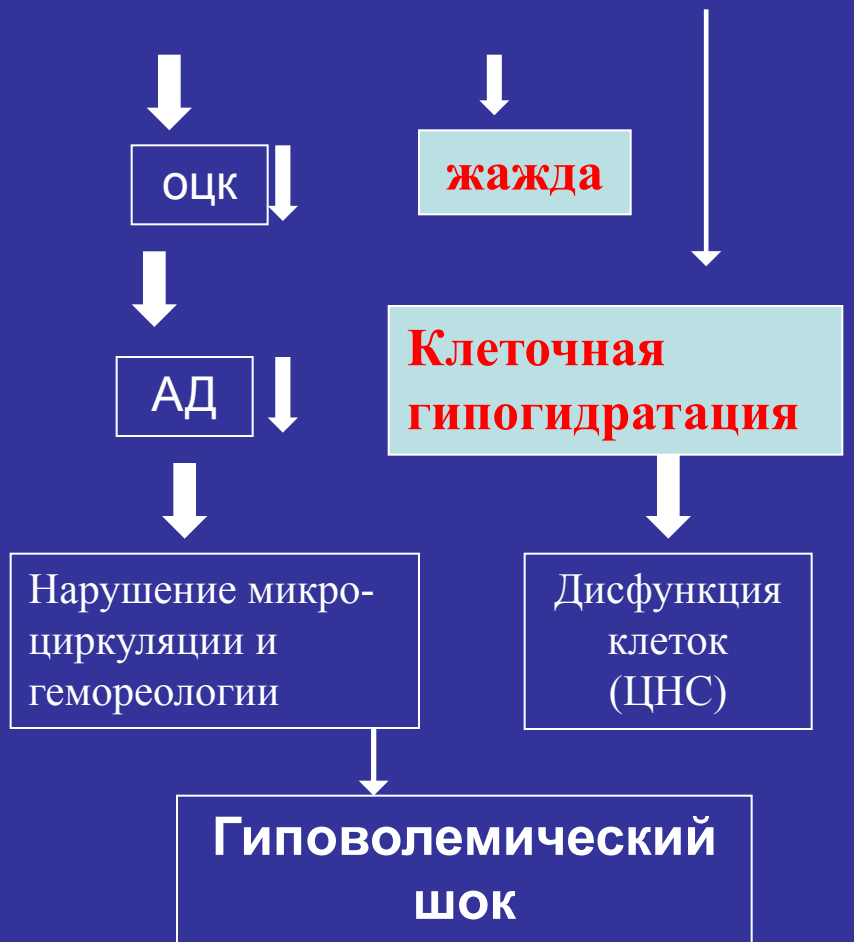 оцк
жажда
АД
Клеточная
гипогидратация
Нарушение микро-
циркуляции и
гемореологии
Дисфункция
клеток
(ЦНС)
Гиповолемический
шок